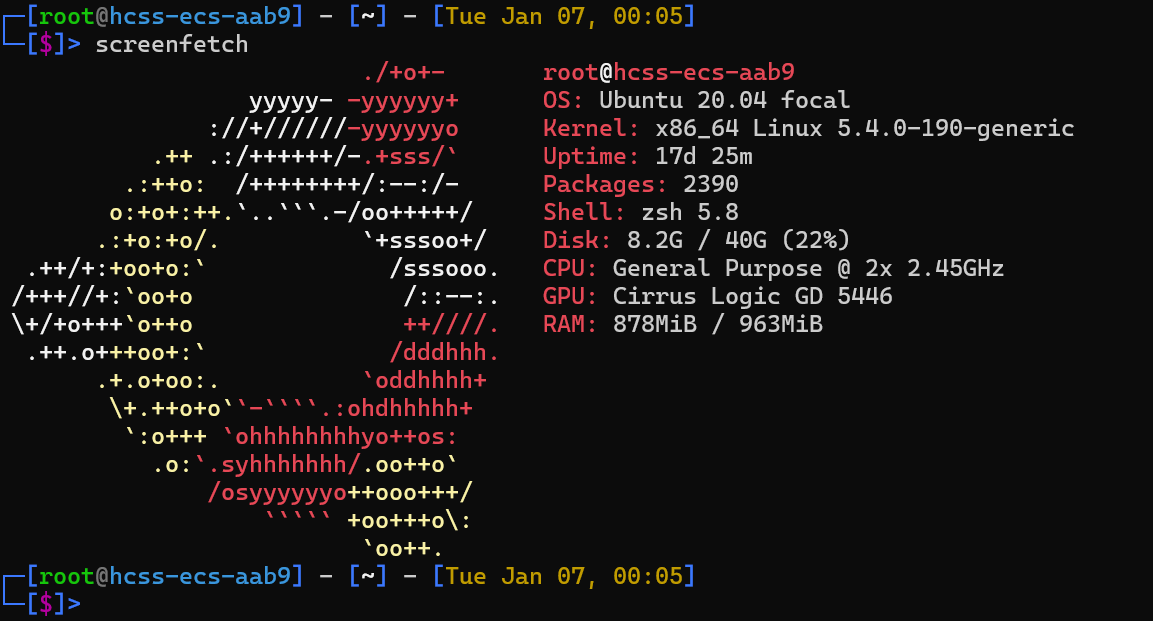 ┌─[root@hcss-ecs-aab9] - [~] - [Tue Jan 07, 00:05]
└─[$]> screenfetch
                          ./+o+-       root@hcss-ecs-aab9
                  yyyyy- -yyyyyy+      OS: Ubuntu 20.04 focal
               ://+//////-yyyyyyo      Kernel: x86_64 Linux 5.4.0-190-generic
           .++ .:/++++++/-.+sss/`      Uptime: 17d 25m
         .:++o:  /++++++++/:--:/-      Packages: 2390
        o:+o+:++.`..```.-/oo+++++/     Shell: zsh 5.8
       .:+o:+o/.          `+sssoo+/    Disk: 8.2G / 40G (22%)
  .++/+:+oo+o:`             /sssooo.   CPU: General Purpose @ 2x 2.45GHz
 /+++//+:`oo+o               /::--:.   GPU: Cirrus Logic GD 5446
 \+/+o+++`o++o               ++////.   RAM: 878MiB / 963MiB
  .++.o+++oo+:`             /dddhhh.
       .+.o+oo:.          `oddhhhh+
        \+.++o+o``-````.:ohdhhhhh+
         `:o+++ `ohhhhhhhhyo++os:
           .o:`.syhhhhhhh/.oo++o`
               /osyyyyyyo++ooo+++/
                   ````` +oo+++o\:
                          `oo++.
┌─[root@hcss-ecs-aab9] - [~] - [Tue Jan 07, 00:05]
└─[$]>